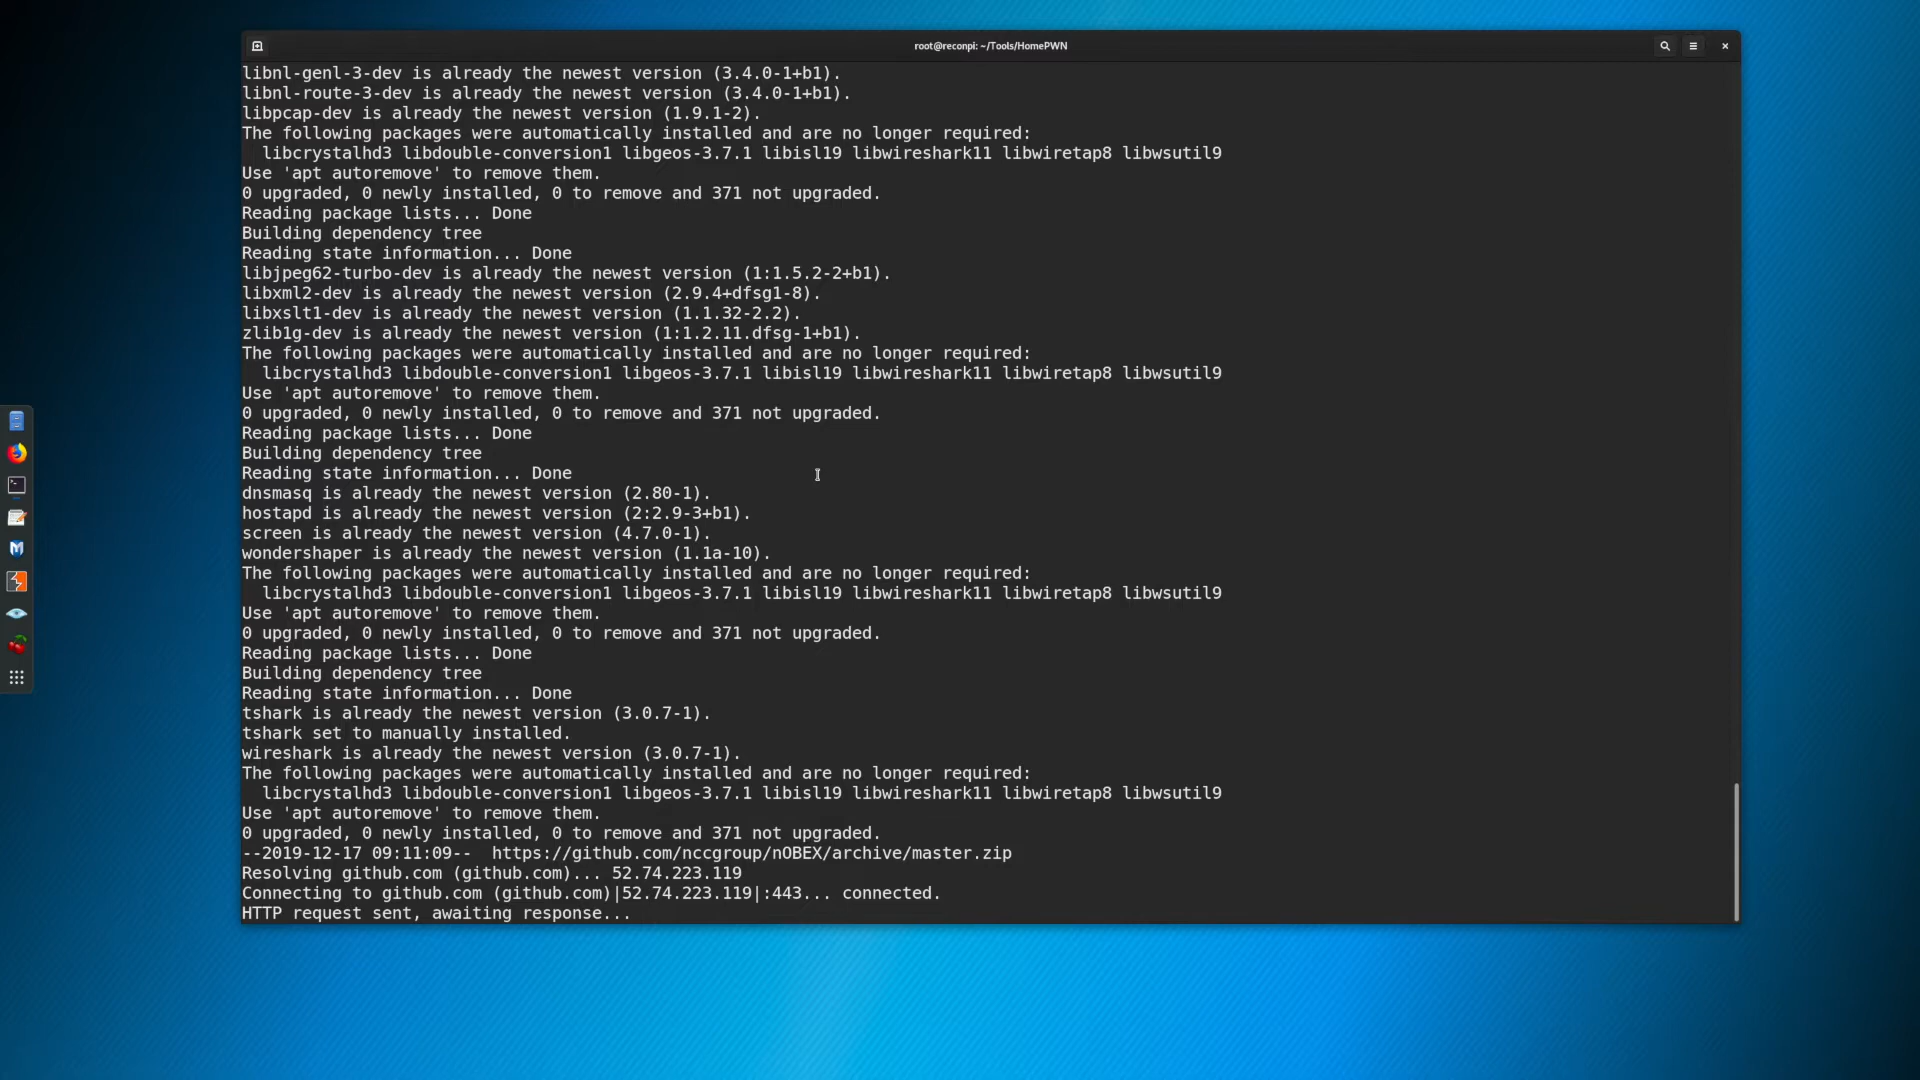 root@reconpi: ~/Tools/HomePWN
libnl-genl-3-dev is already the newest version (3.4.0-1+b1).
libnl-route-3-dev is already the newest version (3.4.0-1+b1).
libpcap-dev is already the newest version (1.9.1-2).
The following packages were automatically installed and are no longer required:
  libcrystalhd3 libdouble-conversion1 libgeos-3.7.1 libisl19 libwireshark11 libwiretap8 libwsutil9
Use 'apt autoremove' to remove them.
0 upgraded, 0 newly installed, 0 to remove and 371 not upgraded.
Reading package lists... Done
Building dependency tree
Reading state information... Done
libjpeg62-turbo-dev is already the newest version (1:1.5.2-2+b1).
libxml2-dev is already the newest version (2.9.4+dfsg1-8).
libxslt1-dev is already the newest version (1.1.32-2.2).
zlib1g-dev is already the newest version (1:1.2.11.dfsg-1+b1).
The following packages were automatically installed and are no longer required:
  libcrystalhd3 libdouble-conversion1 libgeos-3.7.1 libisl19 libwireshark11 libwiretap8 libwsutil9
Use 'apt autoremove' to remove them.
0 upgraded, 0 newly installed, 0 to remove and 371 not upgraded.
Reading package lists... Done
Building dependency tree
Reading state information... Done
dnsmasq is already the newest version (2.80-1).
hostapd is already the newest version (2:2.9-3+b1).
screen is already the newest version (4.7.0-1).
wondershaper is already the newest version (1.1a-10).
The following packages were automatically installed and are no longer required:
  libcrystalhd3 libdouble-conversion1 libgeos-3.7.1 libisl19 libwireshark11 libwiretap8 libwsutil9
Use 'apt autoremove' to remove them.
0 upgraded, 0 newly installed, 0 to remove and 371 not upgraded.
Reading package lists... Done
Building dependency tree
Reading state information... Done
tshark is already the newest version (3.0.7-1).
tshark set to manually installed.
wireshark is already the newest version (3.0.7-1).
The following packages were automatically installed and are no longer required:
  libcrystalhd3 libdouble-conversion1 libgeos-3.7.1 libisl19 libwireshark11 libwiretap8 libwsutil9
Use 'apt autoremove' to remove them.
0 upgraded, 0 newly installed, 0 to remove and 371 not upgraded.
--2019-12-17 09:11:09--  https://github.com/nccgroup/nOBEX/archive/master.zip
Resolving github.com (github.com)... 52.74.223.119
Connecting to github.com (github.com)|52.74.223.119|:443... connected.
HTTP request sent, awaiting response...